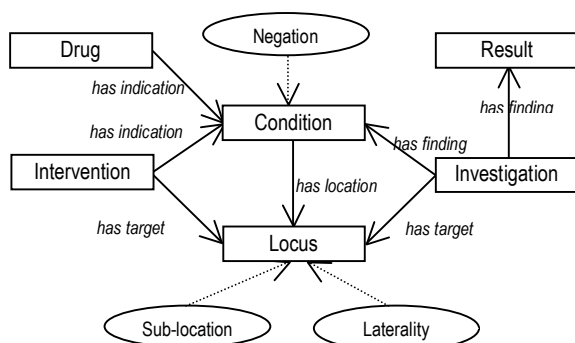 Drug
Negation
Result
has indication
has finding
has indication
Condition
has finding
Intervention
has location
Investigation
has target
has target
Locus
Sub-location
Laterality